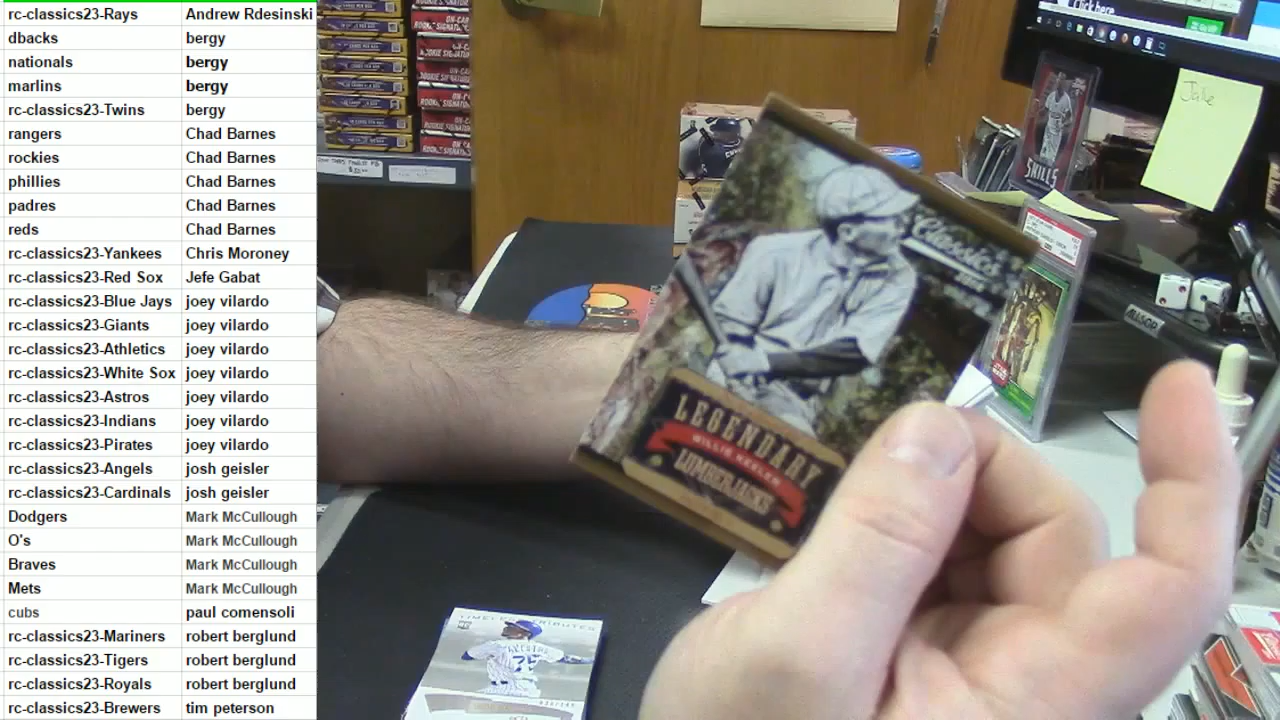 rc-classics23-Rays Andrew Rdesinski
dbacks bergy
nationals bergy
marlins bergy
rc-classics23-Twins bergy
rangers Chad Barnes
rockies Chad Barnes
phillies Chad Barnes
padres Chad Barnes
reds Chad Barnes
rc-classics23-Yankees Chris Moroney
rc-classics23-Red Sox Jefe Gabat
rc-classics23-Blue Jays joey vilardo
rc-classics23-Giants joey vilardo
rc-classics23-Athletics joey vilardo
rc-classics23-White Sox joey vilardo
rc-classics23-Astros joey vilardo
rc-classics23-Indians joey vilardo
rc-classics23-Pirates joey vilardo
rc-classics23-Angels josh geisler
rc-classics23-Cardinals josh geisler
Dodgers Mark McCullough
O's Mark McCullough
Braves Mark McCullough
Mets Mark McCullough
cubs paul comensoli
rc-classics23-Mariners robert berglund
rc-classics23-Tigers robert berglund
rc-classics23-Royals robert berglund
rc-classics23-Brewers tim peterson
Click here
Jake
SKILLS
Classics
LEGENDARY
WILLIE KEELER
LUMBERJACKS
ALLSOP
TIMELESS TRIBUTES
75